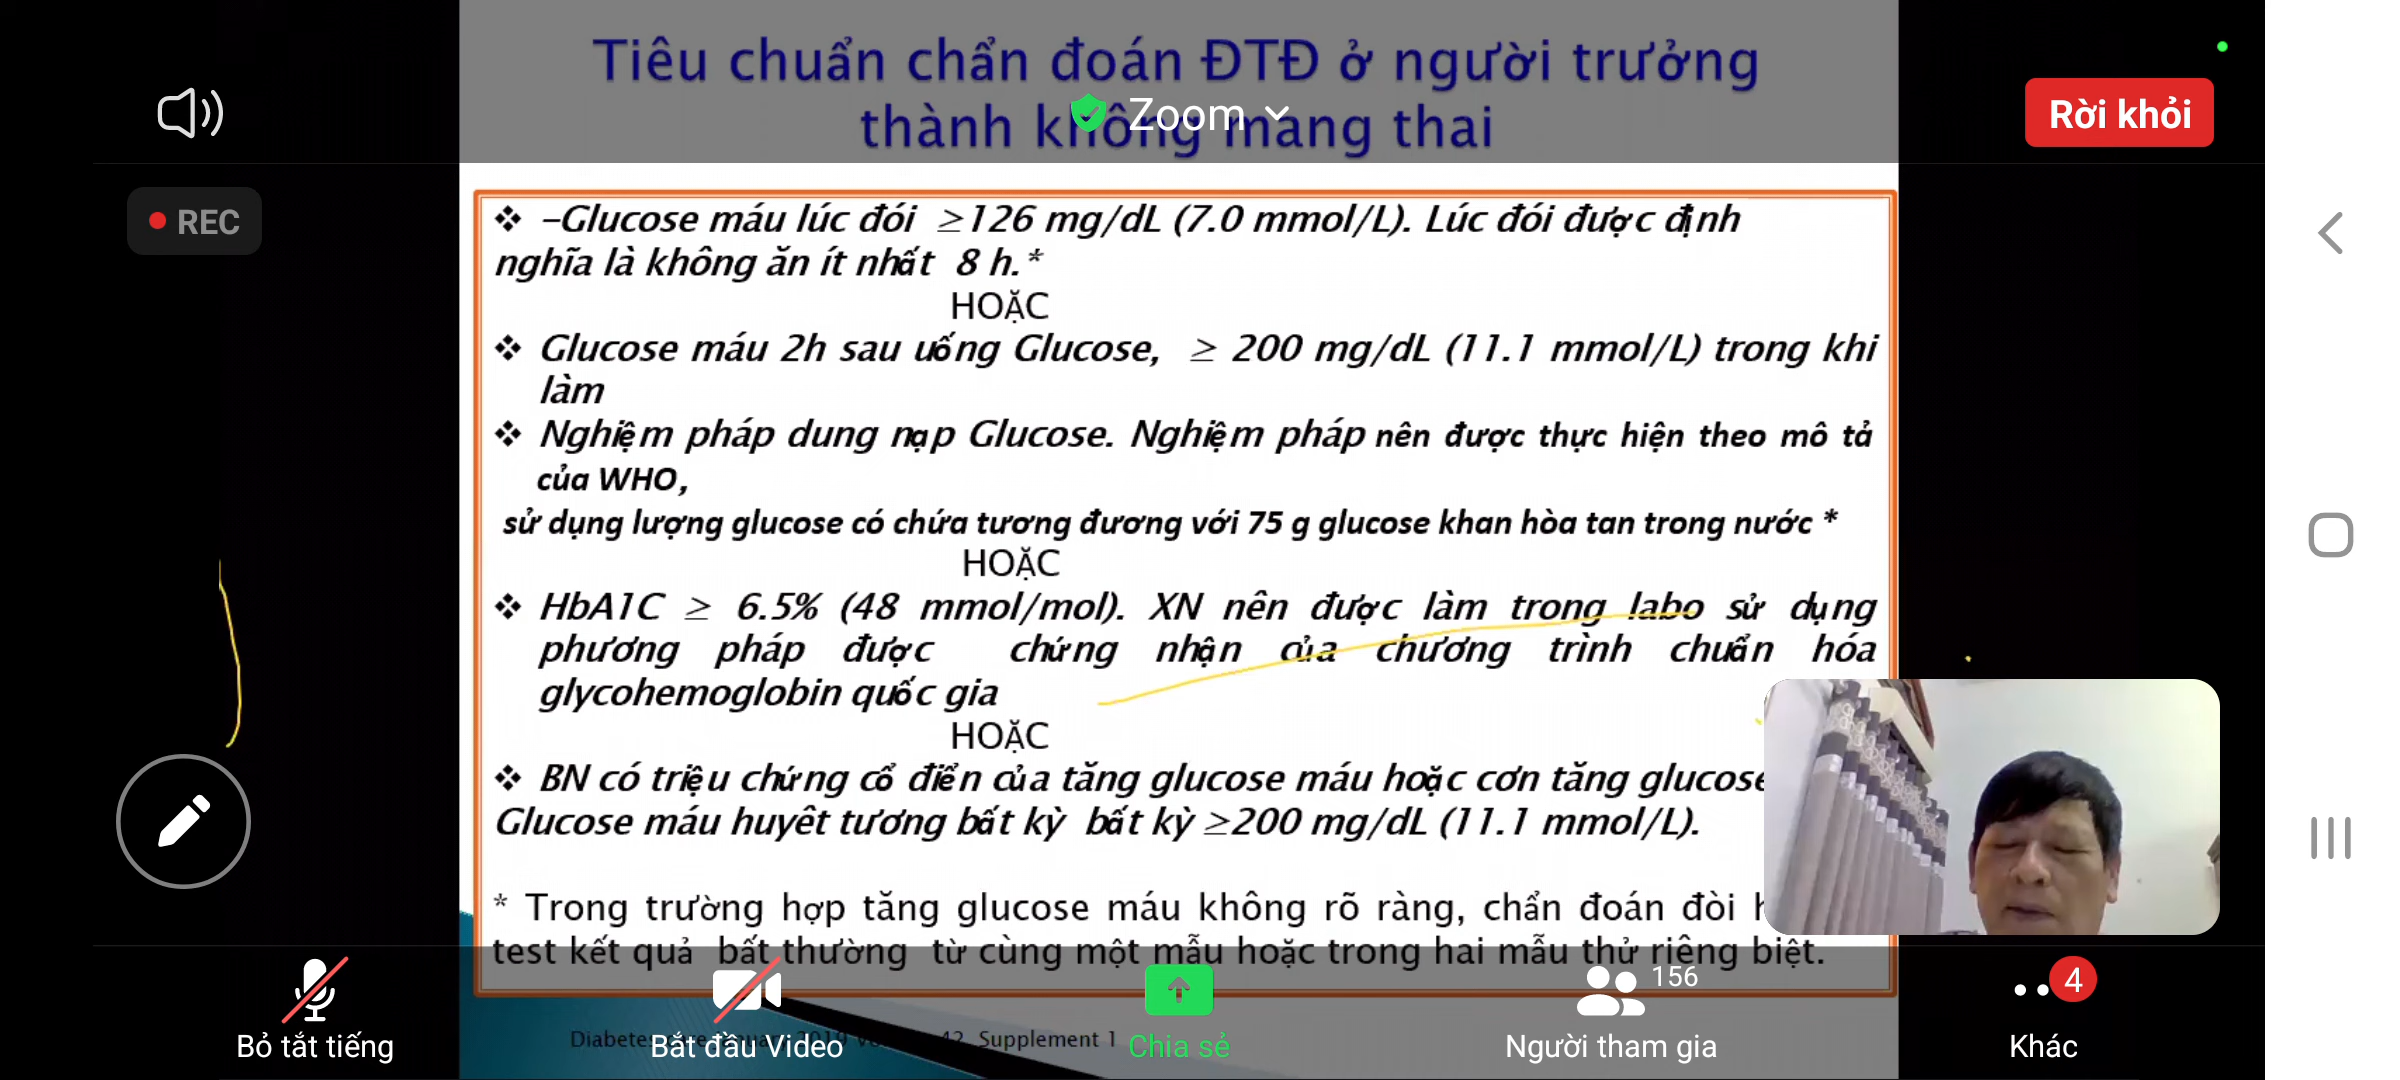 Tiêu chuẩn chẩn đoán ĐTĐ ở người trưởng
thành không mang thai
Zoom
Rời khỏi
REC
❖ –Glucose máu lúc đói ≥126 mg/dL (7.0 mmol/L). Lúc đói được định
nghĩa là không ăn ít nhất 8 h.*
HOẶC
❖ Glucose máu 2h sau uống Glucose, ≥ 200 mg/dL (11.1 mmol/L) trong khi
làm
❖ Nghiệm pháp dung nạp Glucose. Nghiệm pháp nên được thực hiện theo mô tả
của WHO,
sử dụng lượng glucose có chứa tương đương với 75 g glucose khan hòa tan trong nước *
HOẶC
❖ HbA1C ≥ 6.5% (48 mmol/mol). XN nên được làm trong labo sử dụng
phương pháp được chứng nhận của chương trình chuẩn hóa
glycohemoglobin quốc gia
HOẶC
❖ BN có triệu chứng cổ điển của tăng glucose máu hoặc cơn tăng glucose
Glucose máu huyêt tương bất kỳ bất kỳ ≥200 mg/dL (11.1 mmol/L).
* Trong trường hợp tăng glucose máu không rõ ràng, chẩn đoán đòi
test kết quả bất thường từ cùng một mẫu hoặc trong hai mẫu thử riêng biệt.
42, Supplement 1
Bỏ tắt tiếng
Bắt đầu Video
Chia sẻ
156
Người tham gia
4
Khác